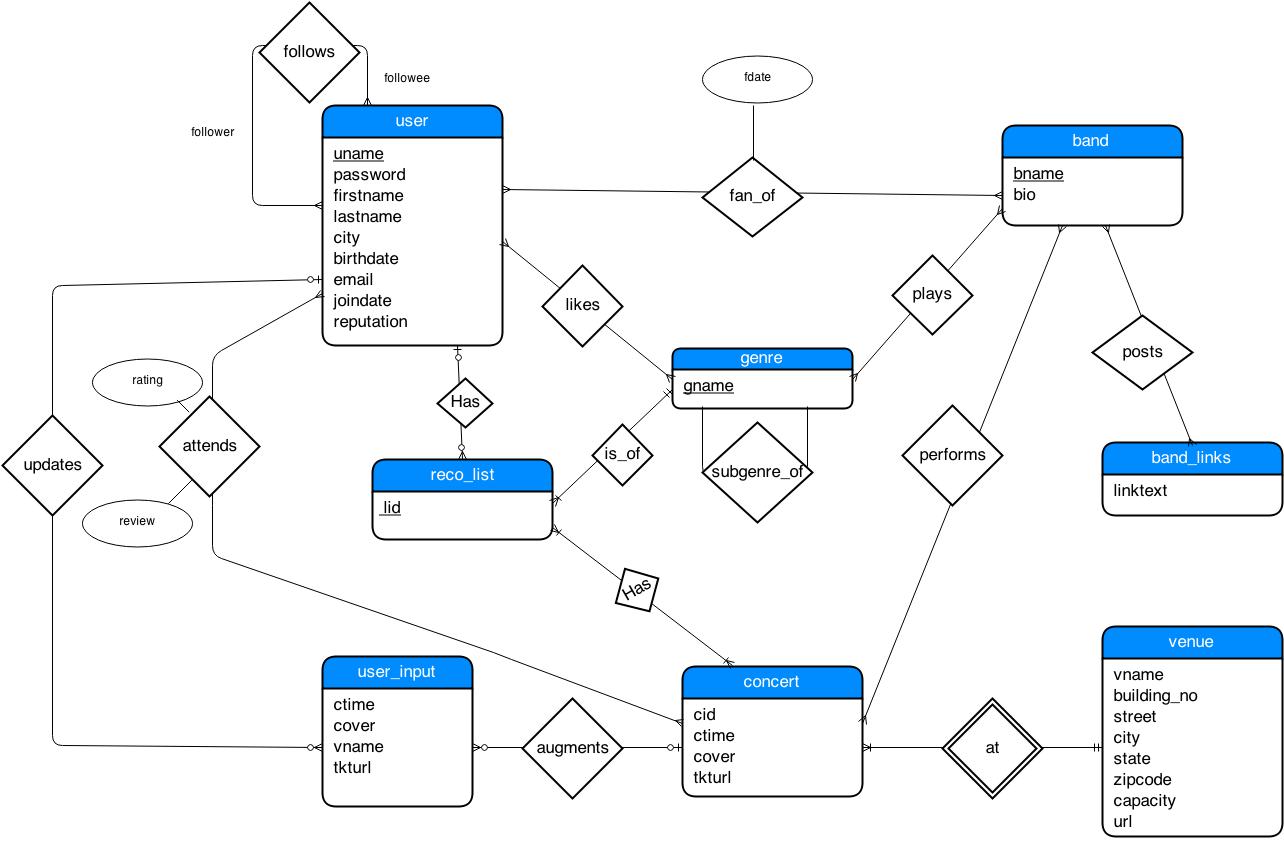 follows
followee
follower
fdate
user
uname
password
firstname
lastname
city
birthdate
email
joindate
reputation
fan_of
band
bname
bio
likes
plays
genre
gname
posts
rating
Has
attends
updates
is_of
subgenre_of
performs
reco_list
lid
band_links
linktext
review
Has
user_input
ctime
cover
vname
tkturl
augments
concert
cid
ctime
cover
tkturl
at
venue
vname
building_no
street
city
state
zipcode
capacity
url